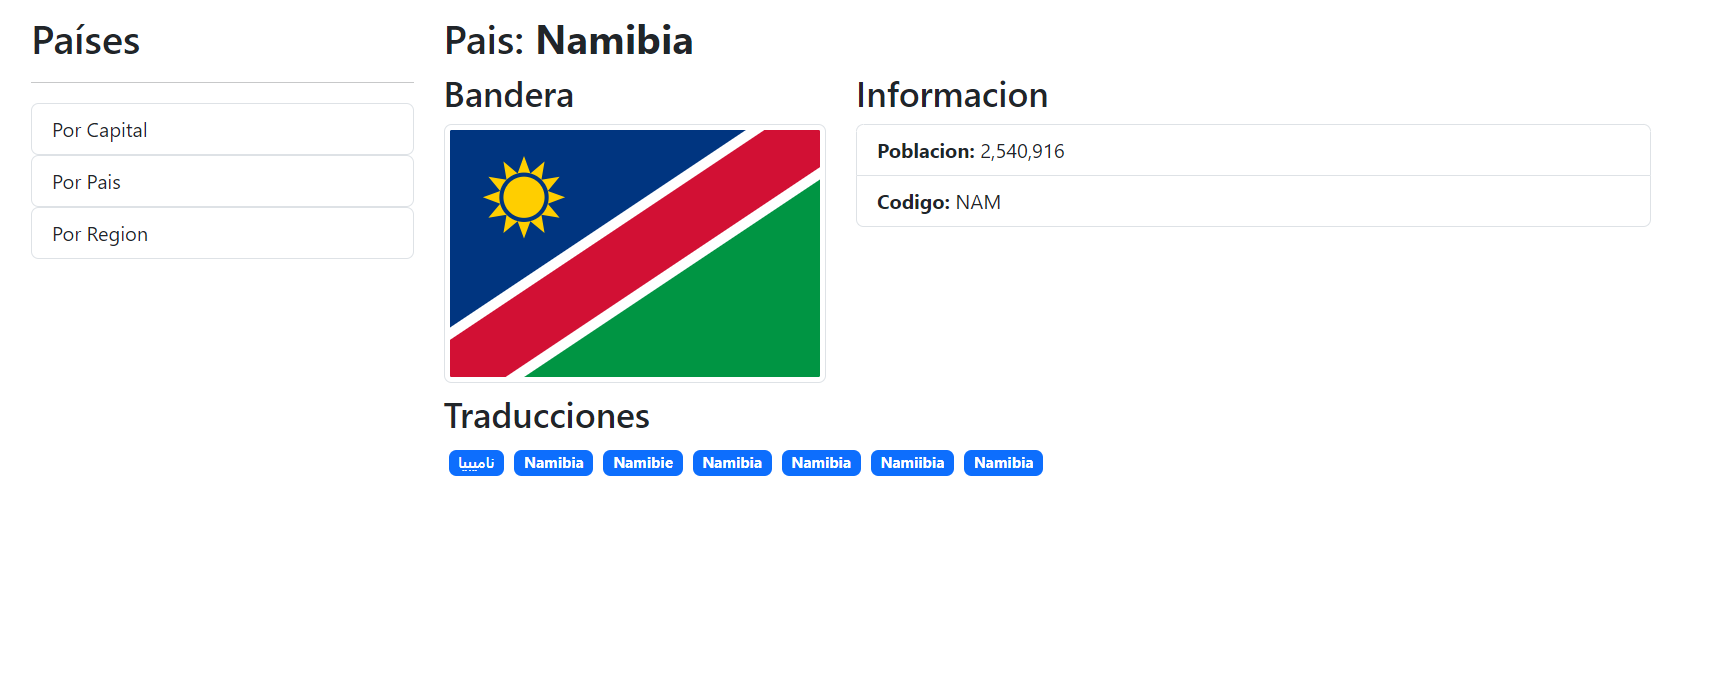 Países
Por Capital
Por Pais
Por Region
Pais: Namibia
Bandera
Informacion
Poblacion: 2,540,916
Codigo: NAM
Traducciones
نامیبیا Namibia Namibie Namibia Namibia Namiibia Namibia